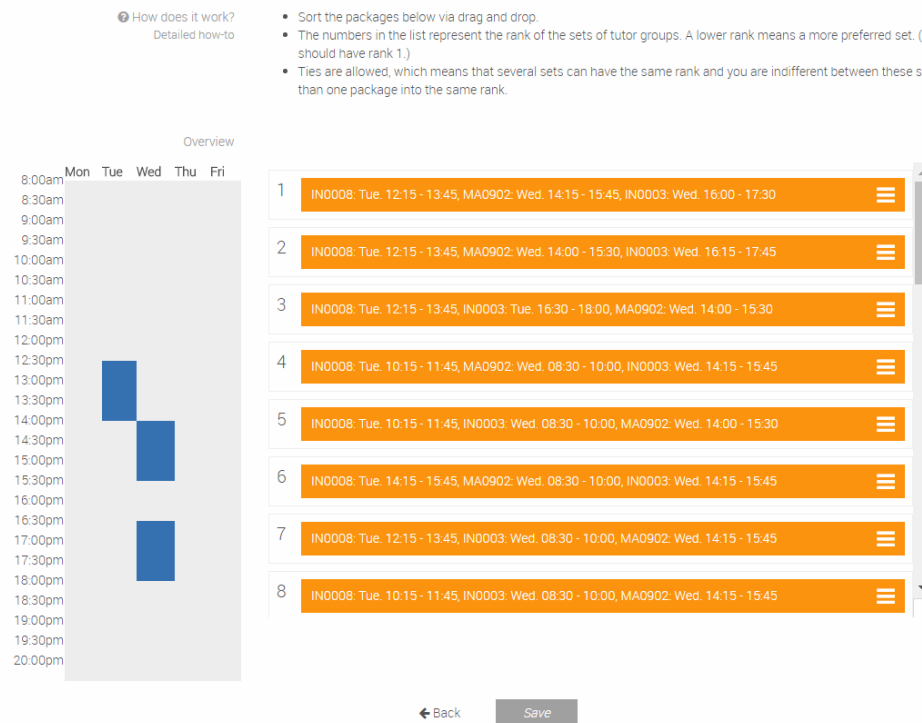 How does it work?
Detailed how-to
Sort the packages below via drag and drop.
The numbers in the list represent the rank of the sets of tutor groups. A lower rank means a more preferred set. (
should have rank 1.)
Ties are allowed, which means that several sets can have the same rank and you are indifferent between these s
than one package into the same rank.
Overview
Mon Tue Wed Thu Fri
8:00am
8:30am
9:00am
9:30am
10:00am
10:30am
11:00am
11:30am
12:00pm
12:30pm
13:00pm
13:30pm
14:00pm
14:30pm
15:00pm
15:30pm
16:00pm
16:30pm
17:00pm
17:30pm
18:00pm
18:30pm
19:00pm
19:30pm
20:00pm
1 IN0008: Tue. 12:15 - 13:45, MA0902: Wed. 14:15 - 15:45, IN0003: Wed. 16:00 - 17:30
2 IN0008: Tue. 12:15 - 13:45, MA0902: Wed. 14:00 - 15:30, IN0003: Wed. 16:15 - 17:45
3 IN0008: Tue. 12:15 - 13:45, IN0003: Tue. 16:30 - 18:00, MA0902: Wed. 14:00 - 15:30
4 IN0008: Tue. 10:15 - 11:45, MA0902: Wed. 08:30 - 10:00, IN0003: Wed. 14:15 - 15:45
5 IN0008: Tue. 10:15 - 11:45, IN0003: Wed. 08:30 - 10:00, MA0902: Wed. 14:00 - 15:30
6 IN0008: Tue. 14:15 - 15:45, MA0902: Wed. 08:30 - 10:00, IN0003: Wed. 14:15 - 15:45
7 IN0008: Tue. 12:15 - 13:45, IN0003: Wed. 08:30 - 10:00, MA0902: Wed. 14:15 - 15:45
8 IN0008: Tue. 10:15 - 11:45, IN0003: Wed. 08:30 - 10:00, MA0902: Wed. 14:15 - 15:45
Back
Save